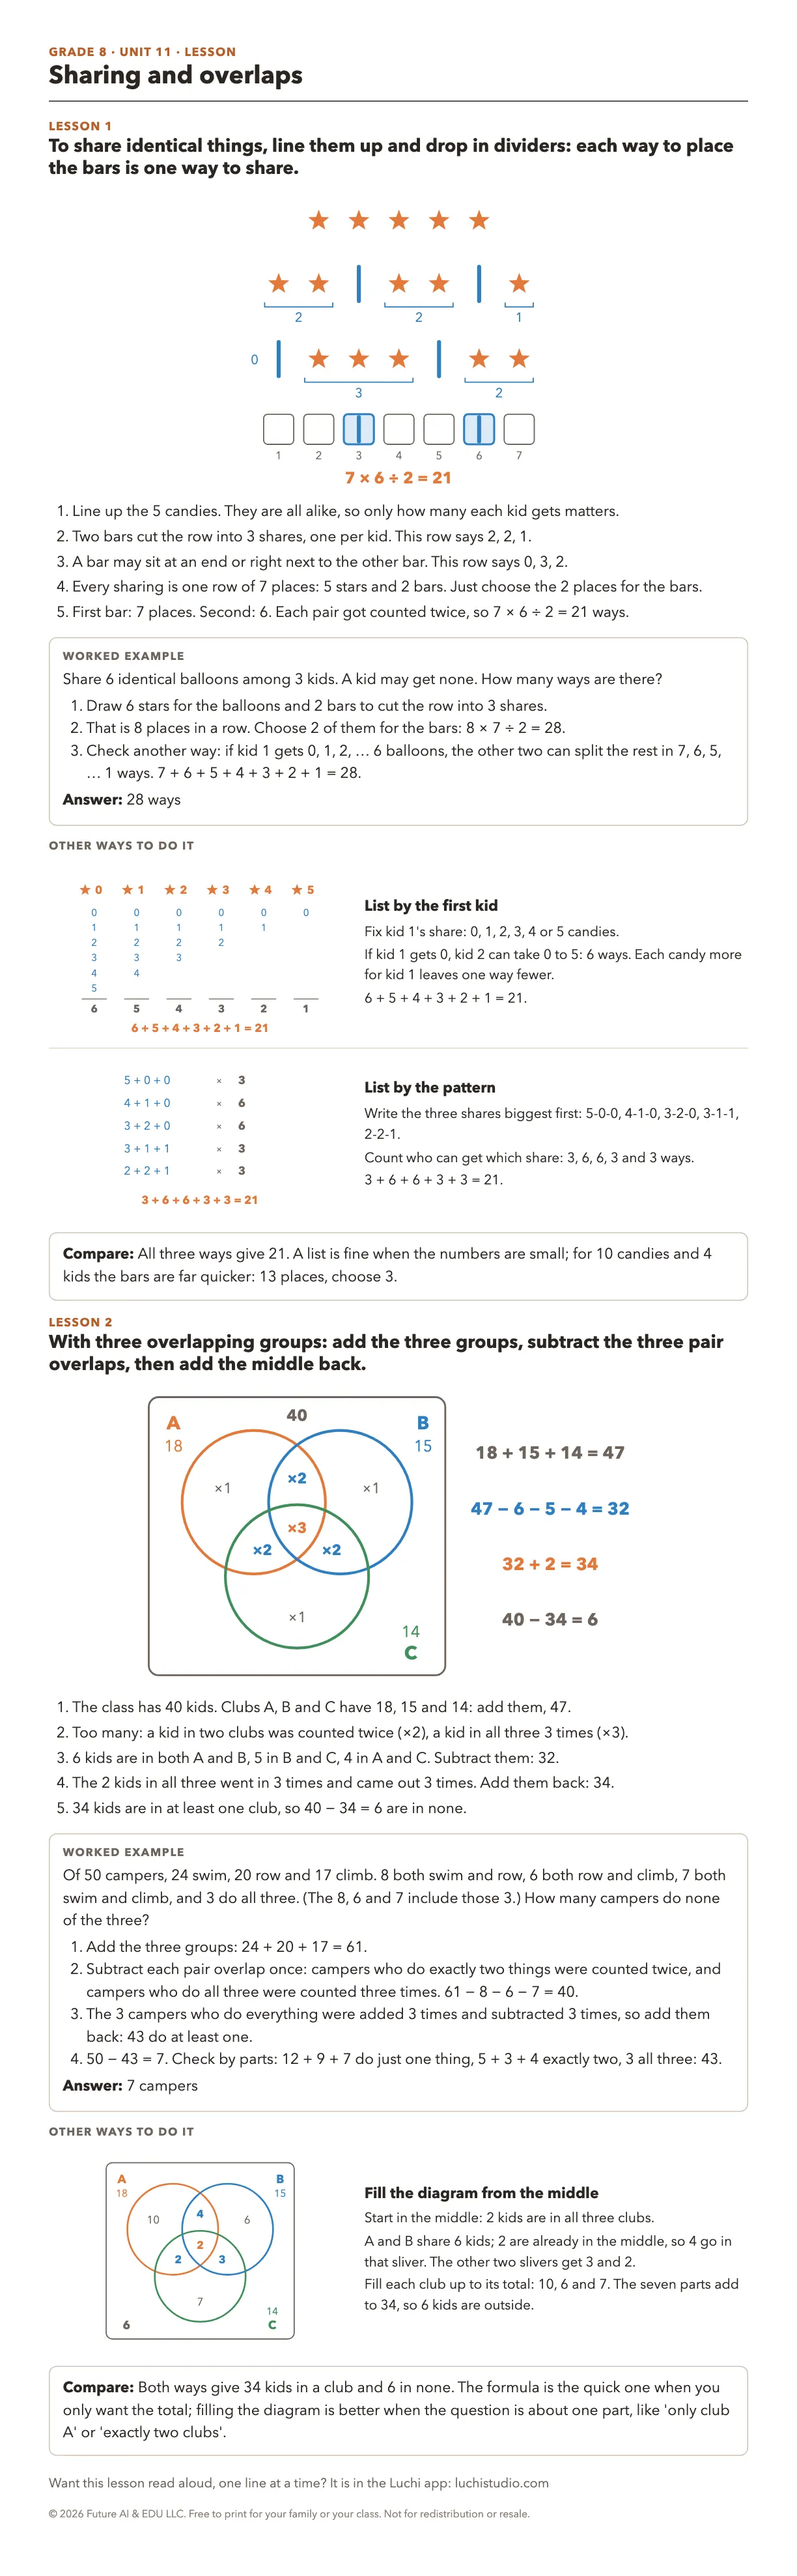 GRADE 8 · UNIT 11 · LESSON
Sharing and overlaps
LESSON 1
To share identical things, line them up and drop in dividers: each way to place
the bars is one way to share.
2 2 1
0
3 2
1 2 3 4 5 6 7
7 × 6 ÷ 2 = 21
1. Line up the 5 candies. They are all alike, so only how many each kid gets matters.
2. Two bars cut the row into 3 shares, one per kid. This row says 2, 2, 1.
3. A bar may sit at an end or right next to the other bar. This row says 0, 3, 2.
4. Every sharing is one row of 7 places: 5 stars and 2 bars. Just choose the 2 places for the bars.
5. First bar: 7 places. Second: 6. Each pair got counted twice, so 7 × 6 ÷ 2 = 21 ways.
WORKED EXAMPLE
Share 6 identical balloons among 3 kids. A kid may get none. How many ways are there?
1. Draw 6 stars for the balloons and 2 bars to cut the row into 3 shares.
2. That is 8 places in a row. Choose 2 of them for the bars: 8 × 7 ÷ 2 = 28.
3. Check another way: if kid 1 gets 0, 1, 2, … 6 balloons, the other two can split the rest in 7, 6, 5,
… 1 ways. 7 + 6 + 5 + 4 + 3 + 2 + 1 = 28.
Answer: 28 ways
OTHER WAYS TO DO IT
★ 0 ★ 1 ★ 2 ★ 3 ★ 4 ★ 5
0 0 0 0 0 0
1 1 1 1 1
2 2 2 2
3 3 3
4 4
5
6 5 4 3 2 1
6 + 5 + 4 + 3 + 2 + 1 = 21
List by the first kid
Fix kid 1's share: 0, 1, 2, 3, 4 or 5 candies.
If kid 1 gets 0, kid 2 can take 0 to 5: 6 ways. Each candy more
for kid 1 leaves one way fewer.
6 + 5 + 4 + 3 + 2 + 1 = 21.
5 + 0 + 0 × 3
4 + 1 + 0 × 6
3 + 2 + 0 × 6
3 + 1 + 1 × 3
2 + 2 + 1 × 3
3 + 6 + 6 + 3 + 3 = 21
List by the pattern
Write the three shares biggest first: 5-0-0, 4-1-0, 3-2-0, 3-1-1,
2-2-1.
Count who can get which share: 3, 6, 6, 3 and 3 ways.
3 + 6 + 6 + 3 + 3 = 21.
Compare: All three ways give 21. A list is fine when the numbers are small; for 10 candies and 4
kids the bars are far quicker: 13 places, choose 3.
LESSON 2
With three overlapping groups: add the three groups, subtract the three pair
overlaps, then add the middle back.
A 40 B
18 15
×2
×1 ×1
×3
×2 ×2
×1
14
C
18 + 15 + 14 = 47
47 − 6 − 5 − 4 = 32
32 + 2 = 34
40 − 34 = 6
1. The class has 40 kids. Clubs A, B and C have 18, 15 and 14: add them, 47.
2. Too many: a kid in two clubs was counted twice (×2), a kid in all three 3 times (×3).
3. 6 kids are in both A and B, 5 in B and C, 4 in A and C. Subtract them: 32.
4. The 2 kids in all three went in 3 times and came out 3 times. Add them back: 34.
5. 34 kids are in at least one club, so 40 − 34 = 6 are in none.
WORKED EXAMPLE
Of 50 campers, 24 swim, 20 row and 17 climb. 8 both swim and row, 6 both row and climb, 7 both
swim and climb, and 3 do all three. (The 8, 6 and 7 include those 3.) How many campers do none
of the three?
1. Add the three groups: 24 + 20 + 17 = 61.
2. Subtract each pair overlap once: campers who do exactly two things were counted twice, and
campers who do all three were counted three times. 61 − 8 − 6 − 7 = 40.
3. The 3 campers who do everything were added 3 times and subtracted 3 times, so add them
back: 43 do at least one.
4. 50 − 43 = 7. Check by parts: 12 + 9 + 7 do just one thing, 5 + 3 + 4 exactly two, 3 all three: 43.
Answer: 7 campers
OTHER WAYS TO DO IT
A B
18 15
4
10 6
2
2 3
7
14
6 C
Fill the diagram from the middle
Start in the middle: 2 kids are in all three clubs.
A and B share 6 kids; 2 are already in the middle, so 4 go in
that sliver. The other two slivers get 3 and 2.
Fill each club up to its total: 10, 6 and 7. The seven parts add
to 34, so 6 kids are outside.
Compare: Both ways give 34 kids in a club and 6 in none. The formula is the quick one when you
only want the total; filling the diagram is better when the question is about one part, like 'only club
A' or 'exactly two clubs'.
Want this lesson read aloud, one line at a time? It is in the Luchi app: luchistudio.com
© 2026 Future AI & EDU LLC. Free to print for your family or your class. Not for redistribution or resale.